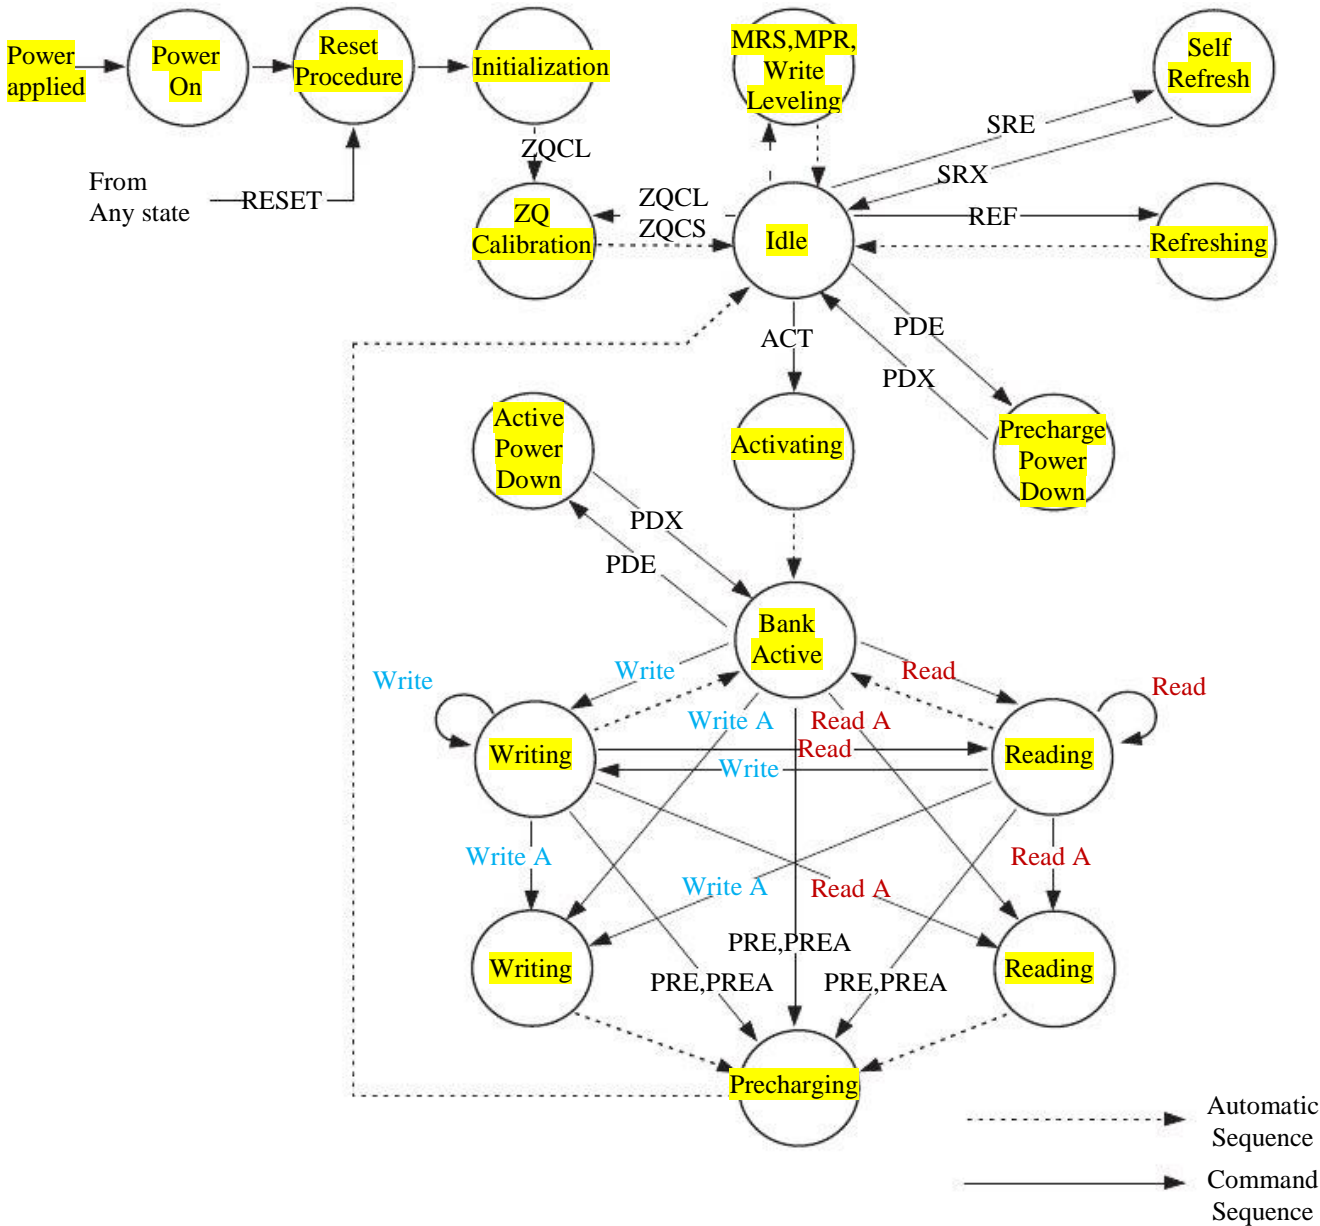 Power
applied
Power
On
Reset
Procedure
Initialization
MRS,MPR,
Write
Leveling
Self
Refresh
SRE
SRX
ZQCL
From
Any state
RESET
ZQ
Calibration
ZQCL
ZQCS
Idle
REF
Refreshing
ACT
PDE
PDX
Active
Power
Down
Activating
Precharge
Power
Down
PDX
PDE
Bank
Active
Write
Write
Read
Read
Write A
Read A
Writing
Read
Write
Reading
Write A
Write A
Read A
Read A
Writing
PRE,PREA
PRE,PREA
PRE,PREA
Reading
Precharging
Automatic
Sequence
Command
Sequence